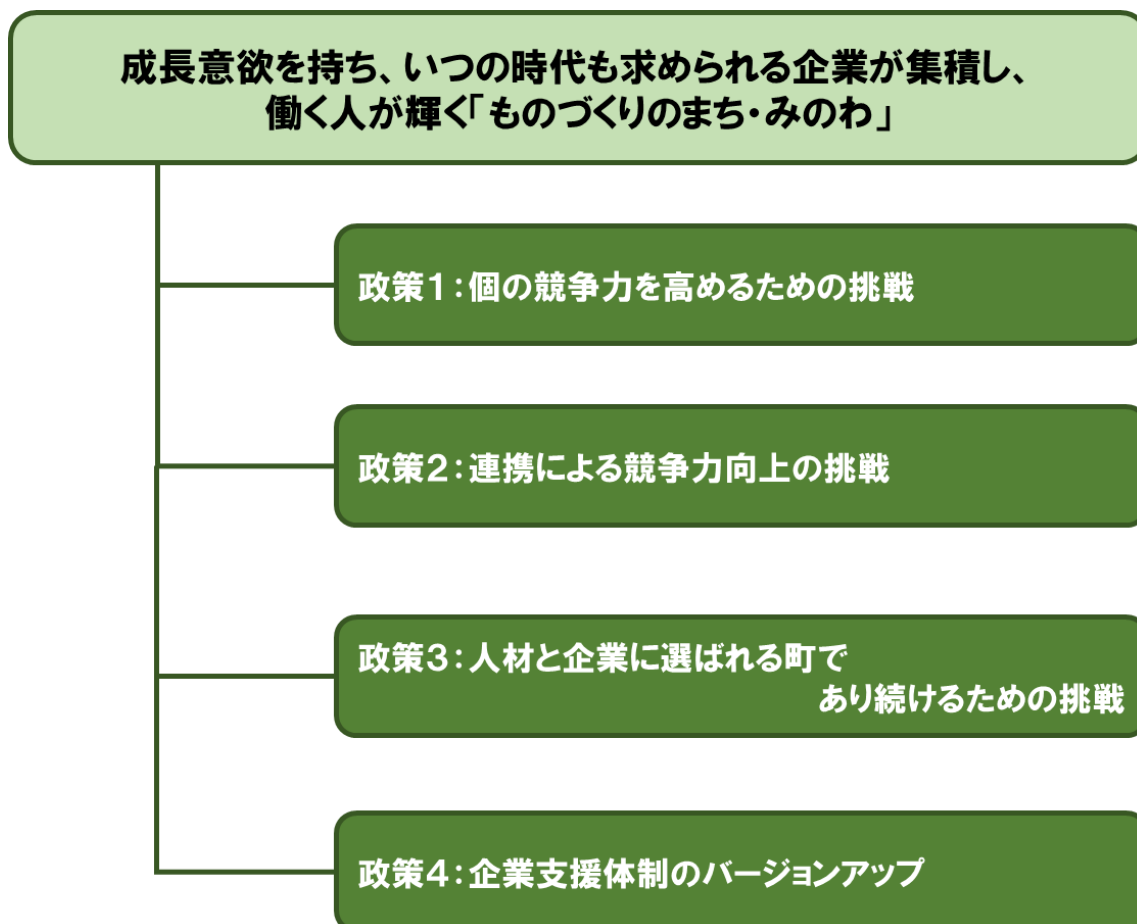 成長意欲を持ち、いつの時代も求められる企業が集積し、
働く人が輝く「ものづくりのまち・みのわ」
政策1:個の競争力を高めるための挑戦
政策2:連携による競争力向上の挑戦
政策3:人材と企業に選ばれる町で
あり続けるための挑戦
政策4:企業支援体制のバージョンアップ